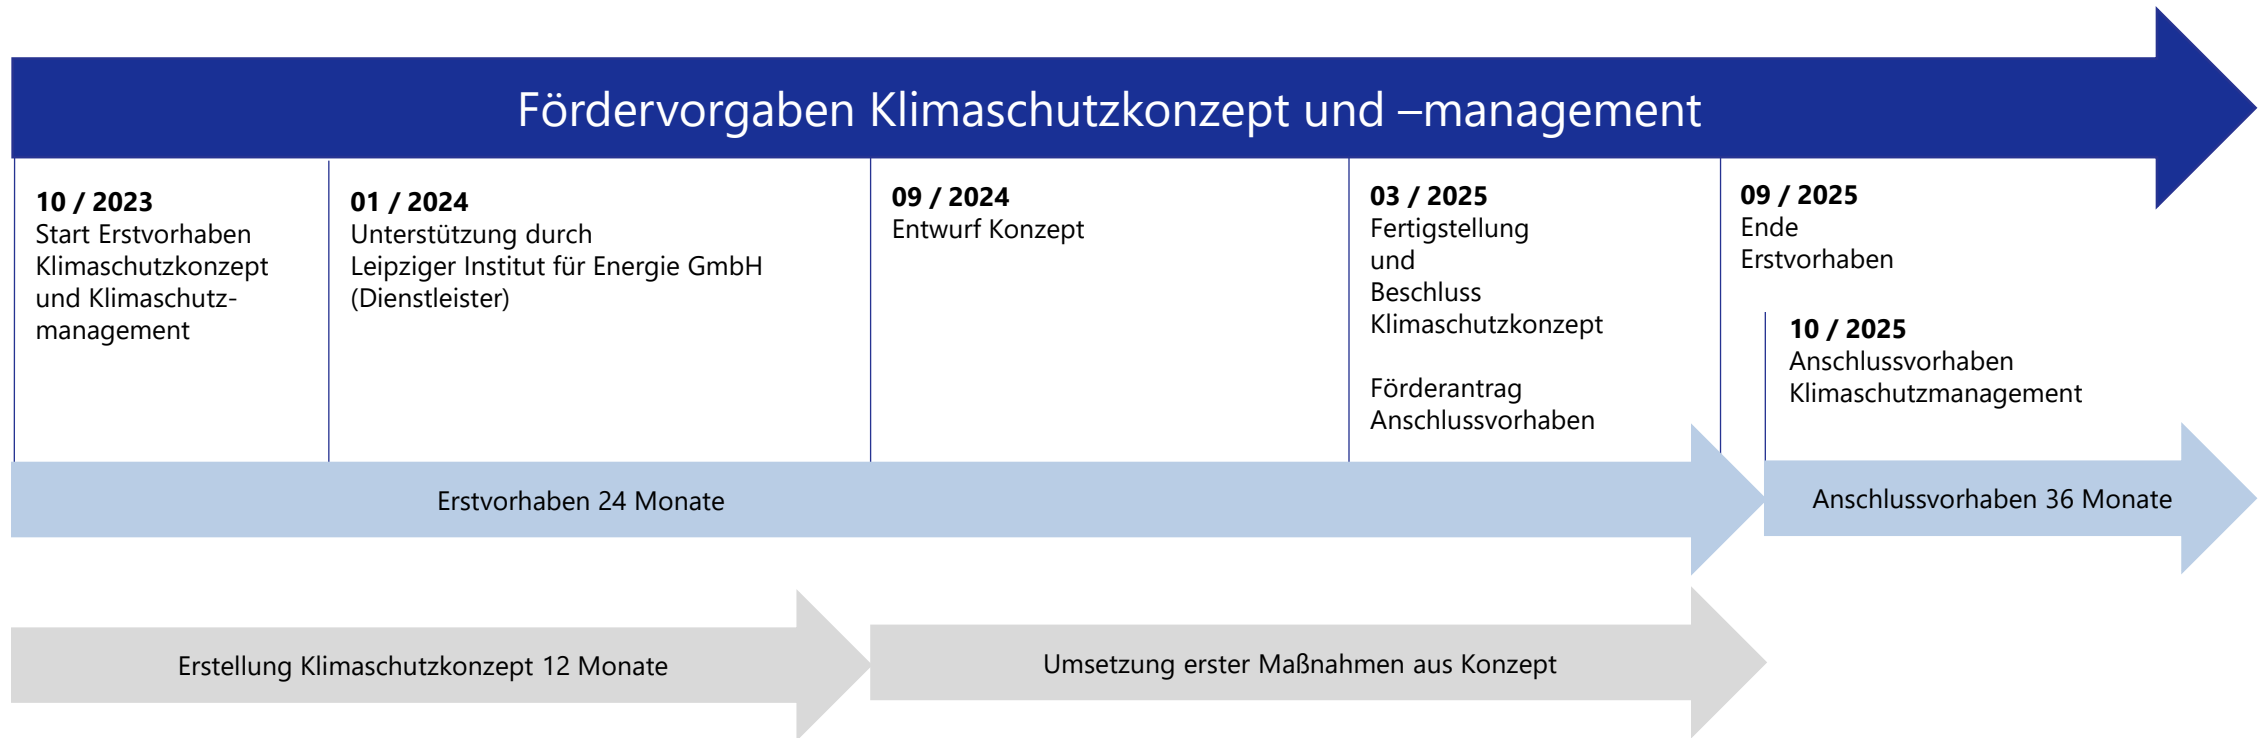 Fördervorgaben Klimaschutzkonzept und –management
10 / 2023
Start Erstvorhaben
Klimaschutzkonzept
und Klimaschutz-
management
01 / 2024
Unterstützung durch
Leipziger Institut für Energie GmbH
(Dienstleister)
09 / 2024
Entwurf Konzept
03 / 2025
Fertigstellung
und
Beschluss
Klimaschutzkonzept
Förderantrag
Anschlussvorhaben
09 / 2025
Ende
Erstvorhaben
10 / 2025
Anschlussvorhaben
Klimaschutzmanagement
Erstvorhaben 24 Monate
Anschlussvorhaben 36 Monate
Erstellung Klimaschutzkonzept 12 Monate
Umsetzung erster Maßnahmen aus Konzept